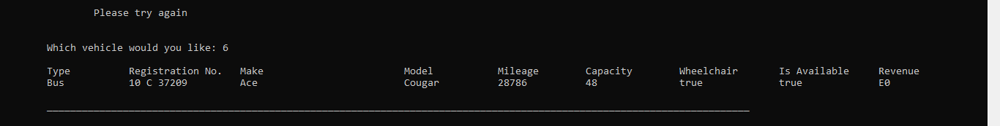 Please try again
Which vehicle would you like: 6
Type Registration No. Make Model Mileage Capacity Wheelchair Is Available Revenue
Bus 10 C 37209 Ace Cougar 28786 48 true true E0
________________________________________________________________________________________________________________________